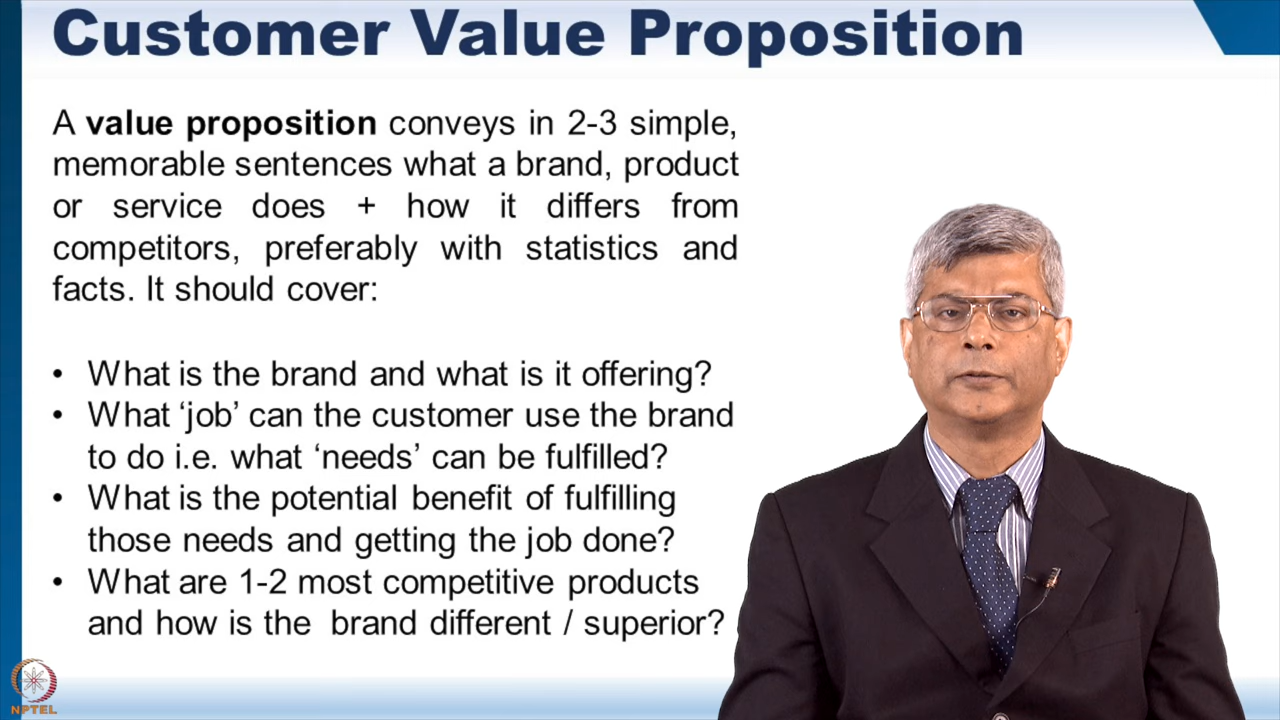 Customer Value Proposition
A value proposition conveys in 2-3 simple,
memorable sentences what a brand, product
or service does + how it differs from
competitors, preferably with statistics and
facts. It should cover:
• What is the brand and what is it offering?
• What ‘job’ can the customer use the brand
to do i.e. what ‘needs’ can be fulfilled?
• What is the potential benefit of fulfilling
those needs and getting the job done?
• What are 1-2 most competitive products
and how is the brand different / superior?
NPTEL